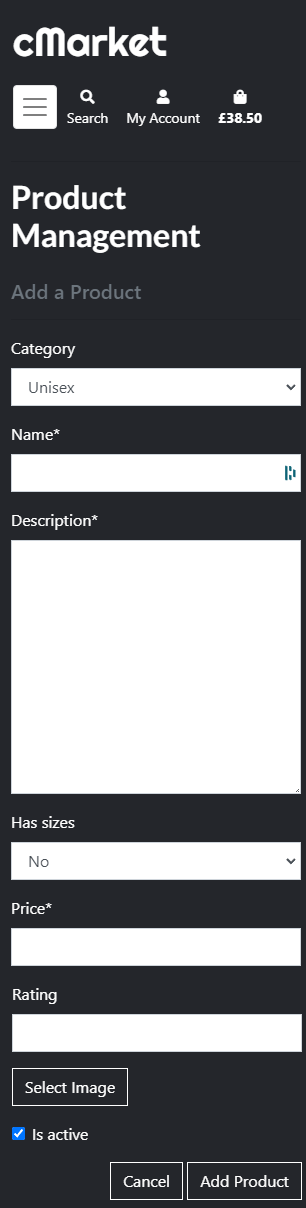 cMarket
Search My Account £38.50
Product
Management
Add a Product
Category
Unisex
Name*
Description*
Has sizes
No
Price*
Rating
Select Image
Is active
Cancel Add Product